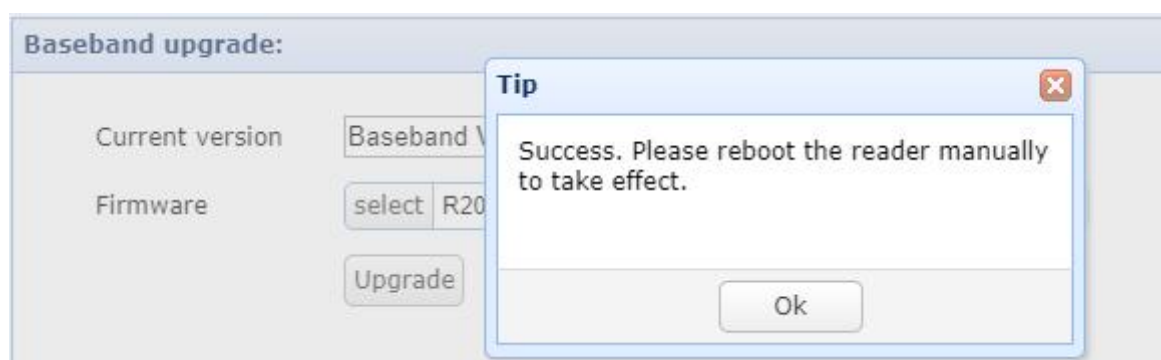 Baseband upgrade:
Tip
Current version
Baseband
Success. Please reboot the reader manually
to take effect.
Firmware
select R20
Upgrade
Ok